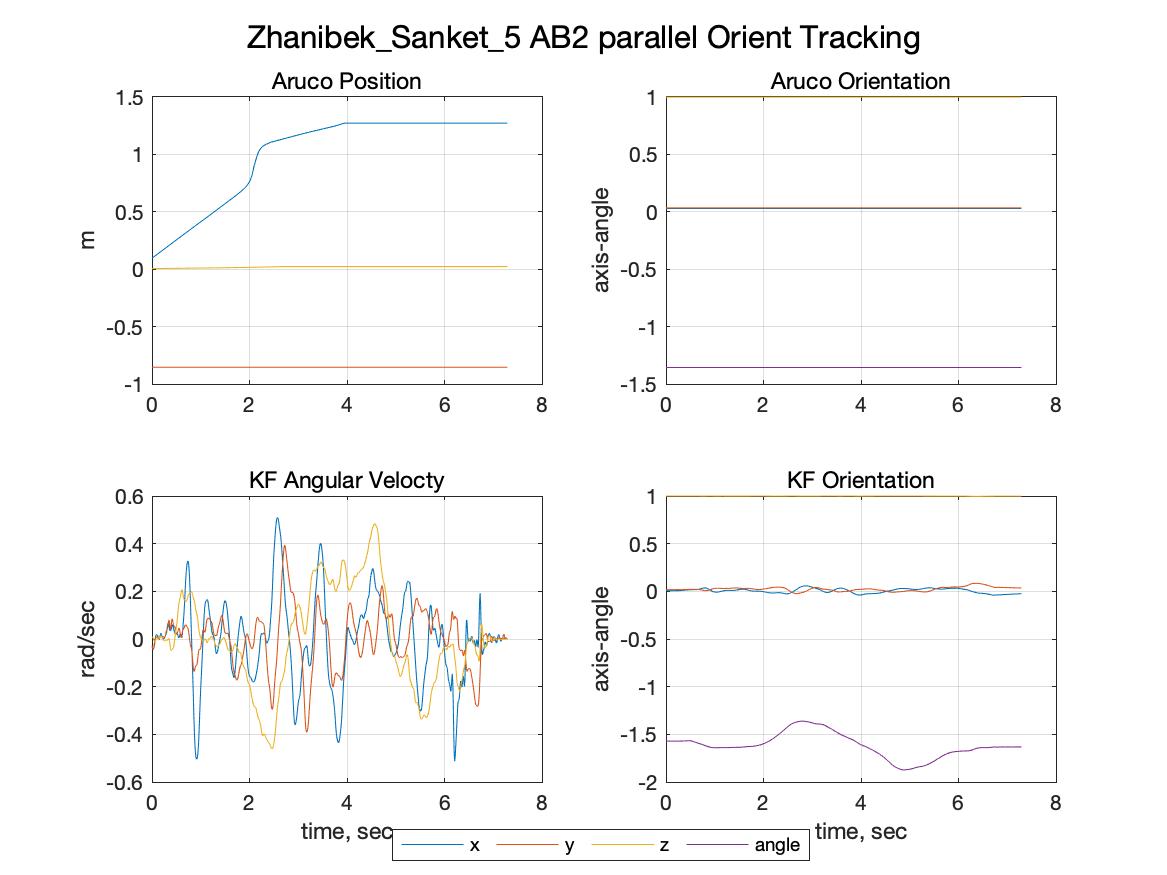 Zhanibek_Sanket_5 AB2 parallel Orient Tracking
Aruco Position
1.5
1
0.5
0
-0.5
-1
m
0 2 4 6 8
Aruco Orientation
1
0.5
0
-0.5
-1
-1.5
axis-angle
0 2 4 6 8
KF Angular Velocty
0.6
0.4
0.2
0
-0.2
-0.4
-0.6
rad/sec
0 2 4 6 8
time, sec
KF Orientation
1
0.5
0
-0.5
-1
-1.5
-2
axis-angle
0 2 4 6 8
time, sec
x y z angle